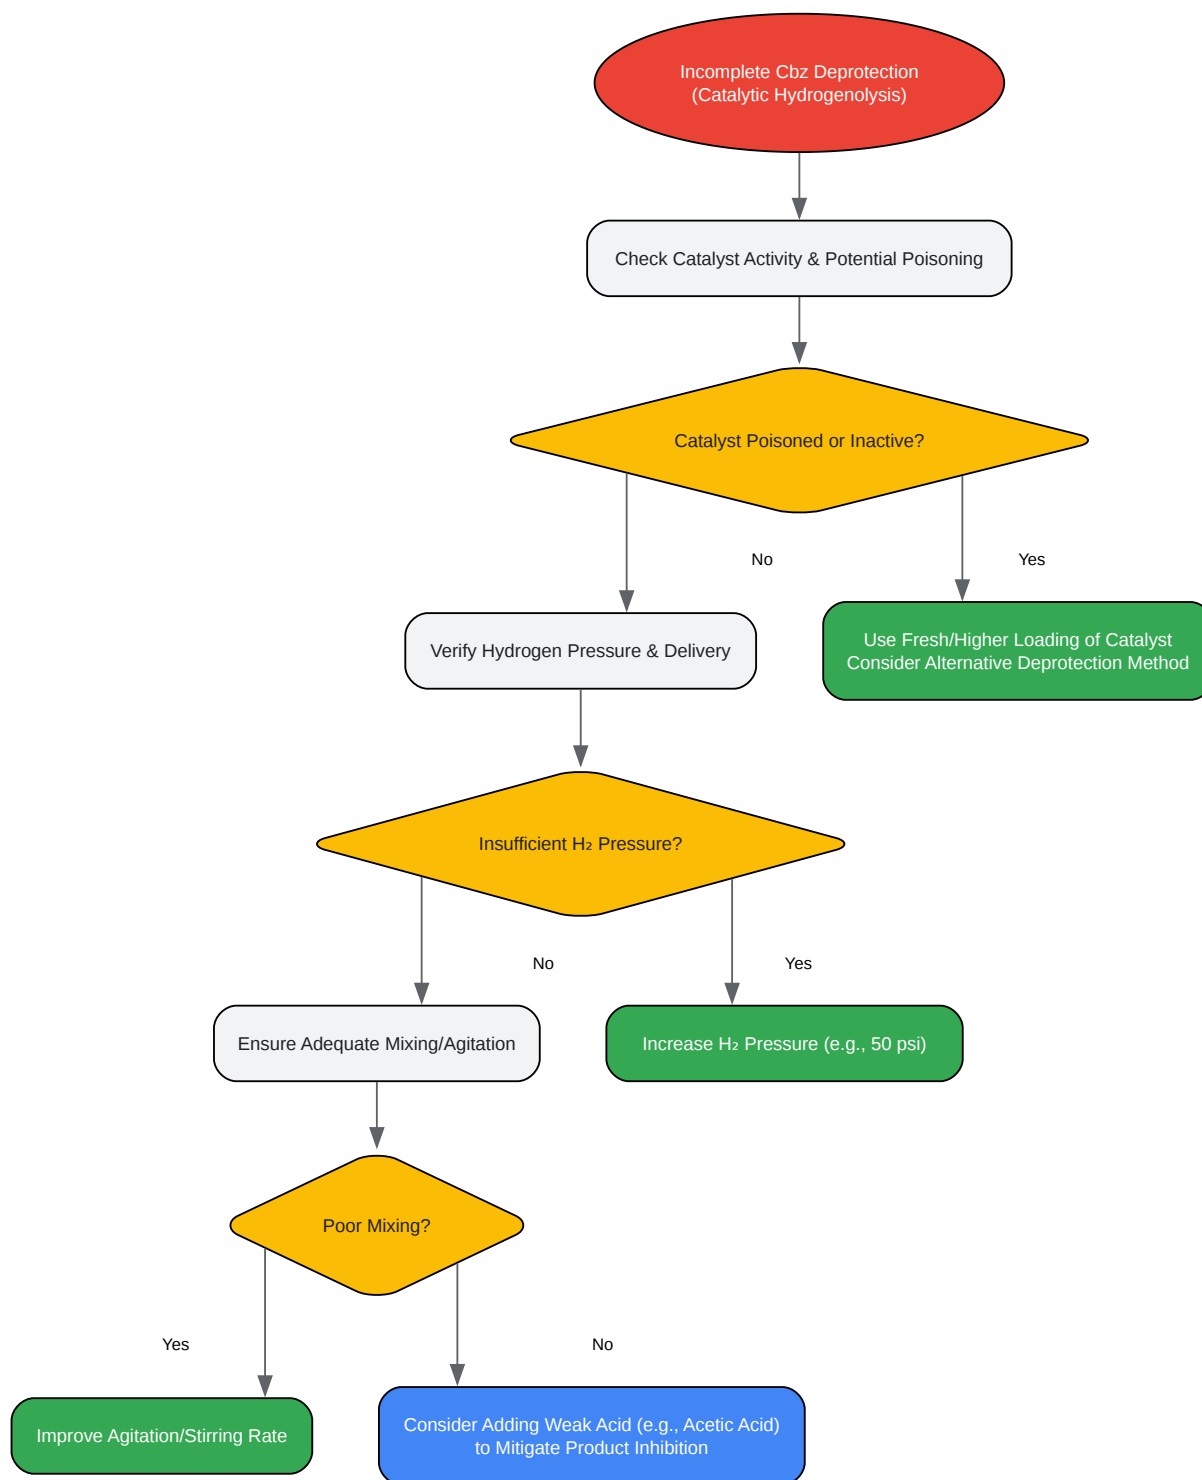 Incomplete Cbz Deprotection
(Catalytic Hydrogenolysis)
Check Catalyst Activity & Potential Poisoning
Catalyst Poisoned or Inactive?
No
Yes
Verify Hydrogen Pressure & Delivery
Use Fresh/Higher Loading of Catalyst
Consider Alternative Deprotection Method
Insufficient H₂ Pressure?
No
Yes
Ensure Adequate Mixing/Agitation
Increase H₂ Pressure (e.g., 50 psi)
Poor Mixing?
Yes
No
Improve Agitation/Stirring Rate
Consider Adding Weak Acid (e.g., Acetic Acid)
to Mitigate Product Inhibition